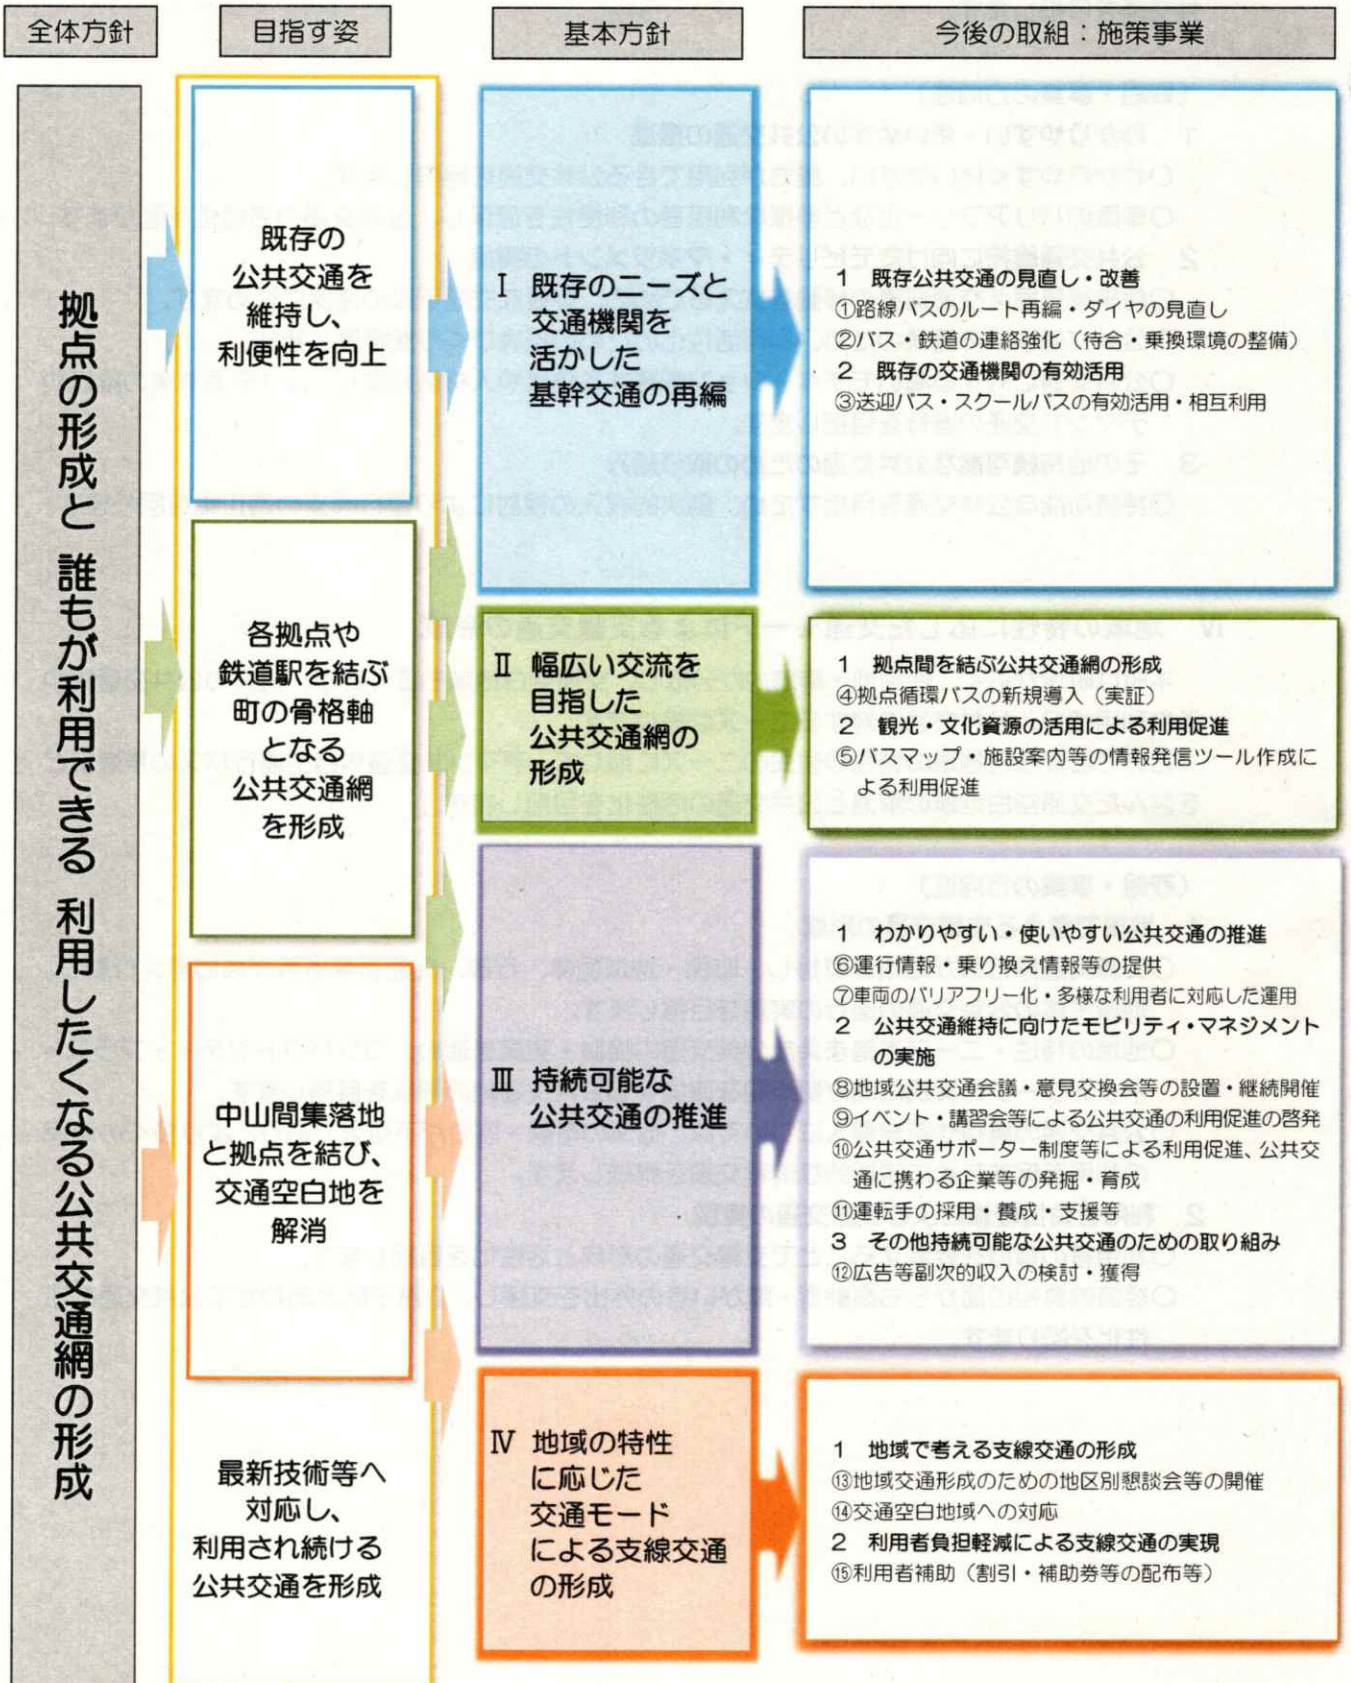 全体方針
目指す姿
基本方針
今後の取組：施策事業
拠点の形成と 誰もが利用できる 利用したくなる公共交通網の形成
既存の
公共交通を
維持し、
利便性を向上
各拠点や
鉄道駅を結ぶ
町の骨格軸
となる
公共交通網
を形成
中山間集落地
と拠点を結び、
交通空白地を
解消
最新技術等へ
対応し、
利用され続ける
公共交通を形成
Ⅰ 既存のニーズと
交通機関を
活かした
基幹交通の再編
1 既存公共交通の見直し・改善
①路線バスのルート再編・ダイヤの見直し
②バス・鉄道の連絡強化（待合・乗換環境の整備）
2 既存の交通機関の有効活用
③送迎バス・スクールバスの有効活用・相互利用
Ⅱ 幅広い交流を
目指した
公共交通網の
形成
1 拠点間を結ぶ公共交通網の形成
④拠点循環バスの新規導入（実証）
2 観光・文化資源の活用による利用促進
⑤バスマップ・施設案内等の情報発信ツール作成に
よる利用促進
Ⅲ 持続可能な
公共交通の推進
1 わかりやすい・使いやすい公共交通の推進
⑥運行情報・乗り換え情報等の提供
⑦車両のバリアフリー化・多様な利用者に対応した運用
2 公共交通維持に向けたモビリティ・マネジメント
の実施
⑧地域公共交通会議・意見交換会等の設置・継続開催
⑨イベント・講習会等による公共交通の利用促進の啓発
⑩公共交通サポーター制度等による利用促進、公共交
通に携わる企業等の発掘・育成
⑪運転手の採用・養成・支援等
3 その他持続可能な公共交通のための取り組み
⑫広告等副次的収入の検討・獲得
Ⅳ 地域の特性
に応じた
交通モード
による支線交通
の形成
1 地域で考える支線交通の形成
⑬地域交通形成のための地区別懇談会等の開催
⑭交通空白地域への対応
2 利用者負担軽減による支線交通の実現
⑮利用者補助（割引・補助券等の配布等）